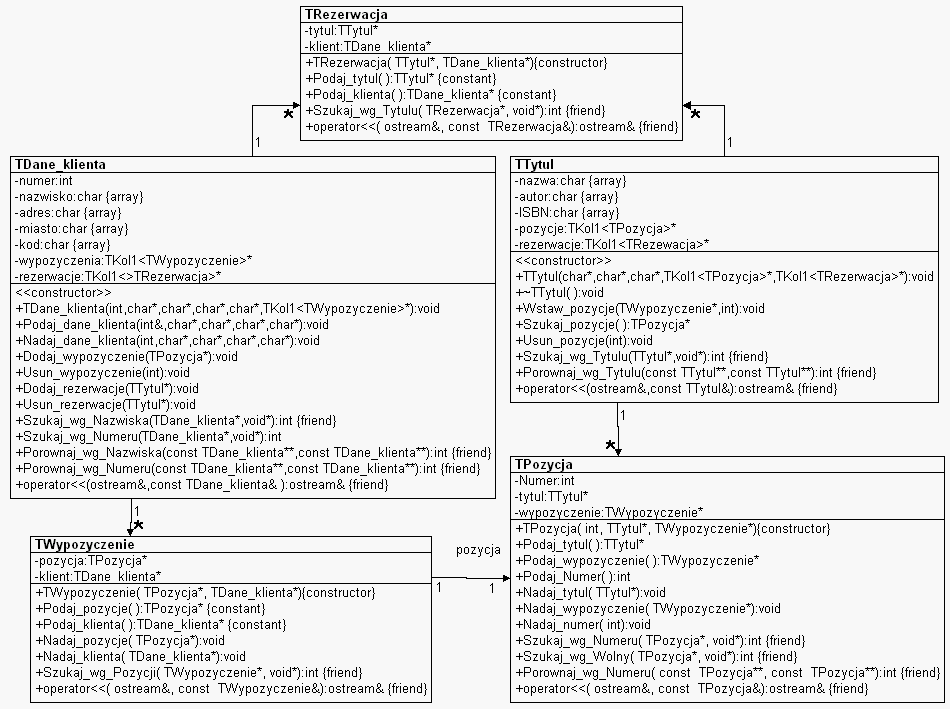 TRezerwacja
-tytul:TTytul*
-klient:TDane_klienta*
+TRezerwacja( TTytul*, TDane_klienta*){constructor}
+Podaj_tytul( ):TTytul* {constant}
+Podaj_klienta( ):TDane_klienta* {constant}
+Szukaj_wg_Tytulu( TRezerwacja*, void*):int {friend}
+operator<<( ostream&, const TRezerwacja&):ostream& {friend}
*
*
1
1
TDane_klienta
-numer:int
-nazwisko:char {array}
-adres:char {array}
-miasto:char {array}
-kod:char {array}
-wypozyczenia:TKol1<TWypozyczenie>*
-rezerwacje:TKol1<>TRezerwacja>*
<<constructor>>
+TDane_klienta(int,char*,char*,char*,char*,TKol1<TWypozyczenie>*):void
+Podaj_dane_klienta(int&,char*,char*,char*,char*):void
+Nadaj_dane_klienta(int,char*,char*,char*,char*):void
+Dodaj_wypozyczenie(TPozycja*):void
+Usun_wypozyczenie(int):void
+Dodaj_rezerwacje(TTytul*):void
+Usun_rezerwacje(TTytul*):void
+Szukaj_wg_Nazwiska(TDane_klienta*,void*):int {friend}
+Szukaj_wg_Numeru(TDane_klienta*,void*):int
+Porownaj_wg_Nazwiska(const TDane_klienta**,const TDane_klienta**):int {friend}
+Porownaj_wg_Numeru(const TDane_klienta**,const TDane_klienta**):int {friend}
+operator<<(ostream&,const TDane_klienta& ):ostream& {friend}
TTytul
-nazwa:char {array}
-autor:char {array}
-ISBN:char {array}
-pozycje:TKol1<TPozycja>*
-rezerwacje:TKol1<TRezewacja>*
<<constructor>>
+TTytul(char*,char*,char*,TKol1<TPozycja>*,TKol1<TRezerwacja>*):void
+~TTytul( ):void
+Wstaw_pozycje(TWypozyczenie*,int):void
+Szukaj_pozycje( ):TPozycja*
+Usun_pozycje(int):void
+Szukaj_wg_Tytulu(TTytul*,void*):int {friend}
+Porownaj_wg_Tytulu(const TTytul**,const TTytul**):int {friend}
+operator<<(ostream&,const TTytul&):ostream& {friend}
1
*
1
*
TWypozyczenie
-pozycja:TPozycja*
-klient:TDane_klienta*
+TWypozyczenie( TPozycja*, TDane_klienta*){constructor}
+Podaj_pozycje( ):TPozycja* {constant}
+Podaj_klienta( ):TDane_klienta* {constant}
+Nadaj_pozycje( TPozycja*):void
+Nadaj_klienta( TDane_klienta*):void
+Szukaj_wg_Pozycji( TWypozyczenie*, void*):int {friend}
+operator<<( ostream&, const TWypozyczenie&):ostream& {friend}
pozycja
1
1
TPozycja
-Numer:int
-tytul:TTytul*
-wypozyczenie:TWypozyczenie*
+TPozycja( int, TTytul*, TWypozyczenie*){constructor}
+Podaj_tytul( ):TTytul*
+Podaj_wypozyczenie( ):TWypozyczenie*
+Podaj_Numer( ):int
+Nadaj_tytul( TTytul*):void
+Nadaj_wypozyczenie( TWypozyczenie*):void
+Nadaj_numer( int):void
+Szukaj_wg_Numeru( TPozycja*, void*):int {friend}
+Szukaj_wg_Wolny( TPozycja*, void*):int {friend}
+Porownaj_wg_Numeru( const TPozycja**, const TPozycja**):int {friend}
+operator<<( ostream&, const TPozycja&):ostream& {friend}